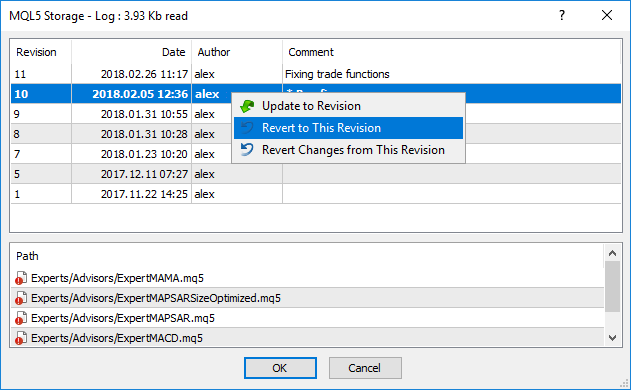 MQL5 Storage - Log : 3.93 Kb read
Revision Date Author Comment
11 2018.02.26 11:17 alex Fixing trade functions
10 2018.02.05 12:36 alex
9 2018.01.31 10:55 alex
8 2018.01.31 10:28 alex
7 2018.01.23 10:20 alex
5 2017.12.11 07:27 alex
1 2017.11.22 14:25 alex
Update to Revision
Revert to This Revision
Revert Changes from This Revision
Path
Experts/Advisors/ExpertMAMA.mq5
Experts/Advisors/ExpertMAPSARSizeOptimized.mq5
Experts/Advisors/ExpertMAPSAR.mq5
Experts/Advisors/ExpertMACD.mq5
OK Cancel